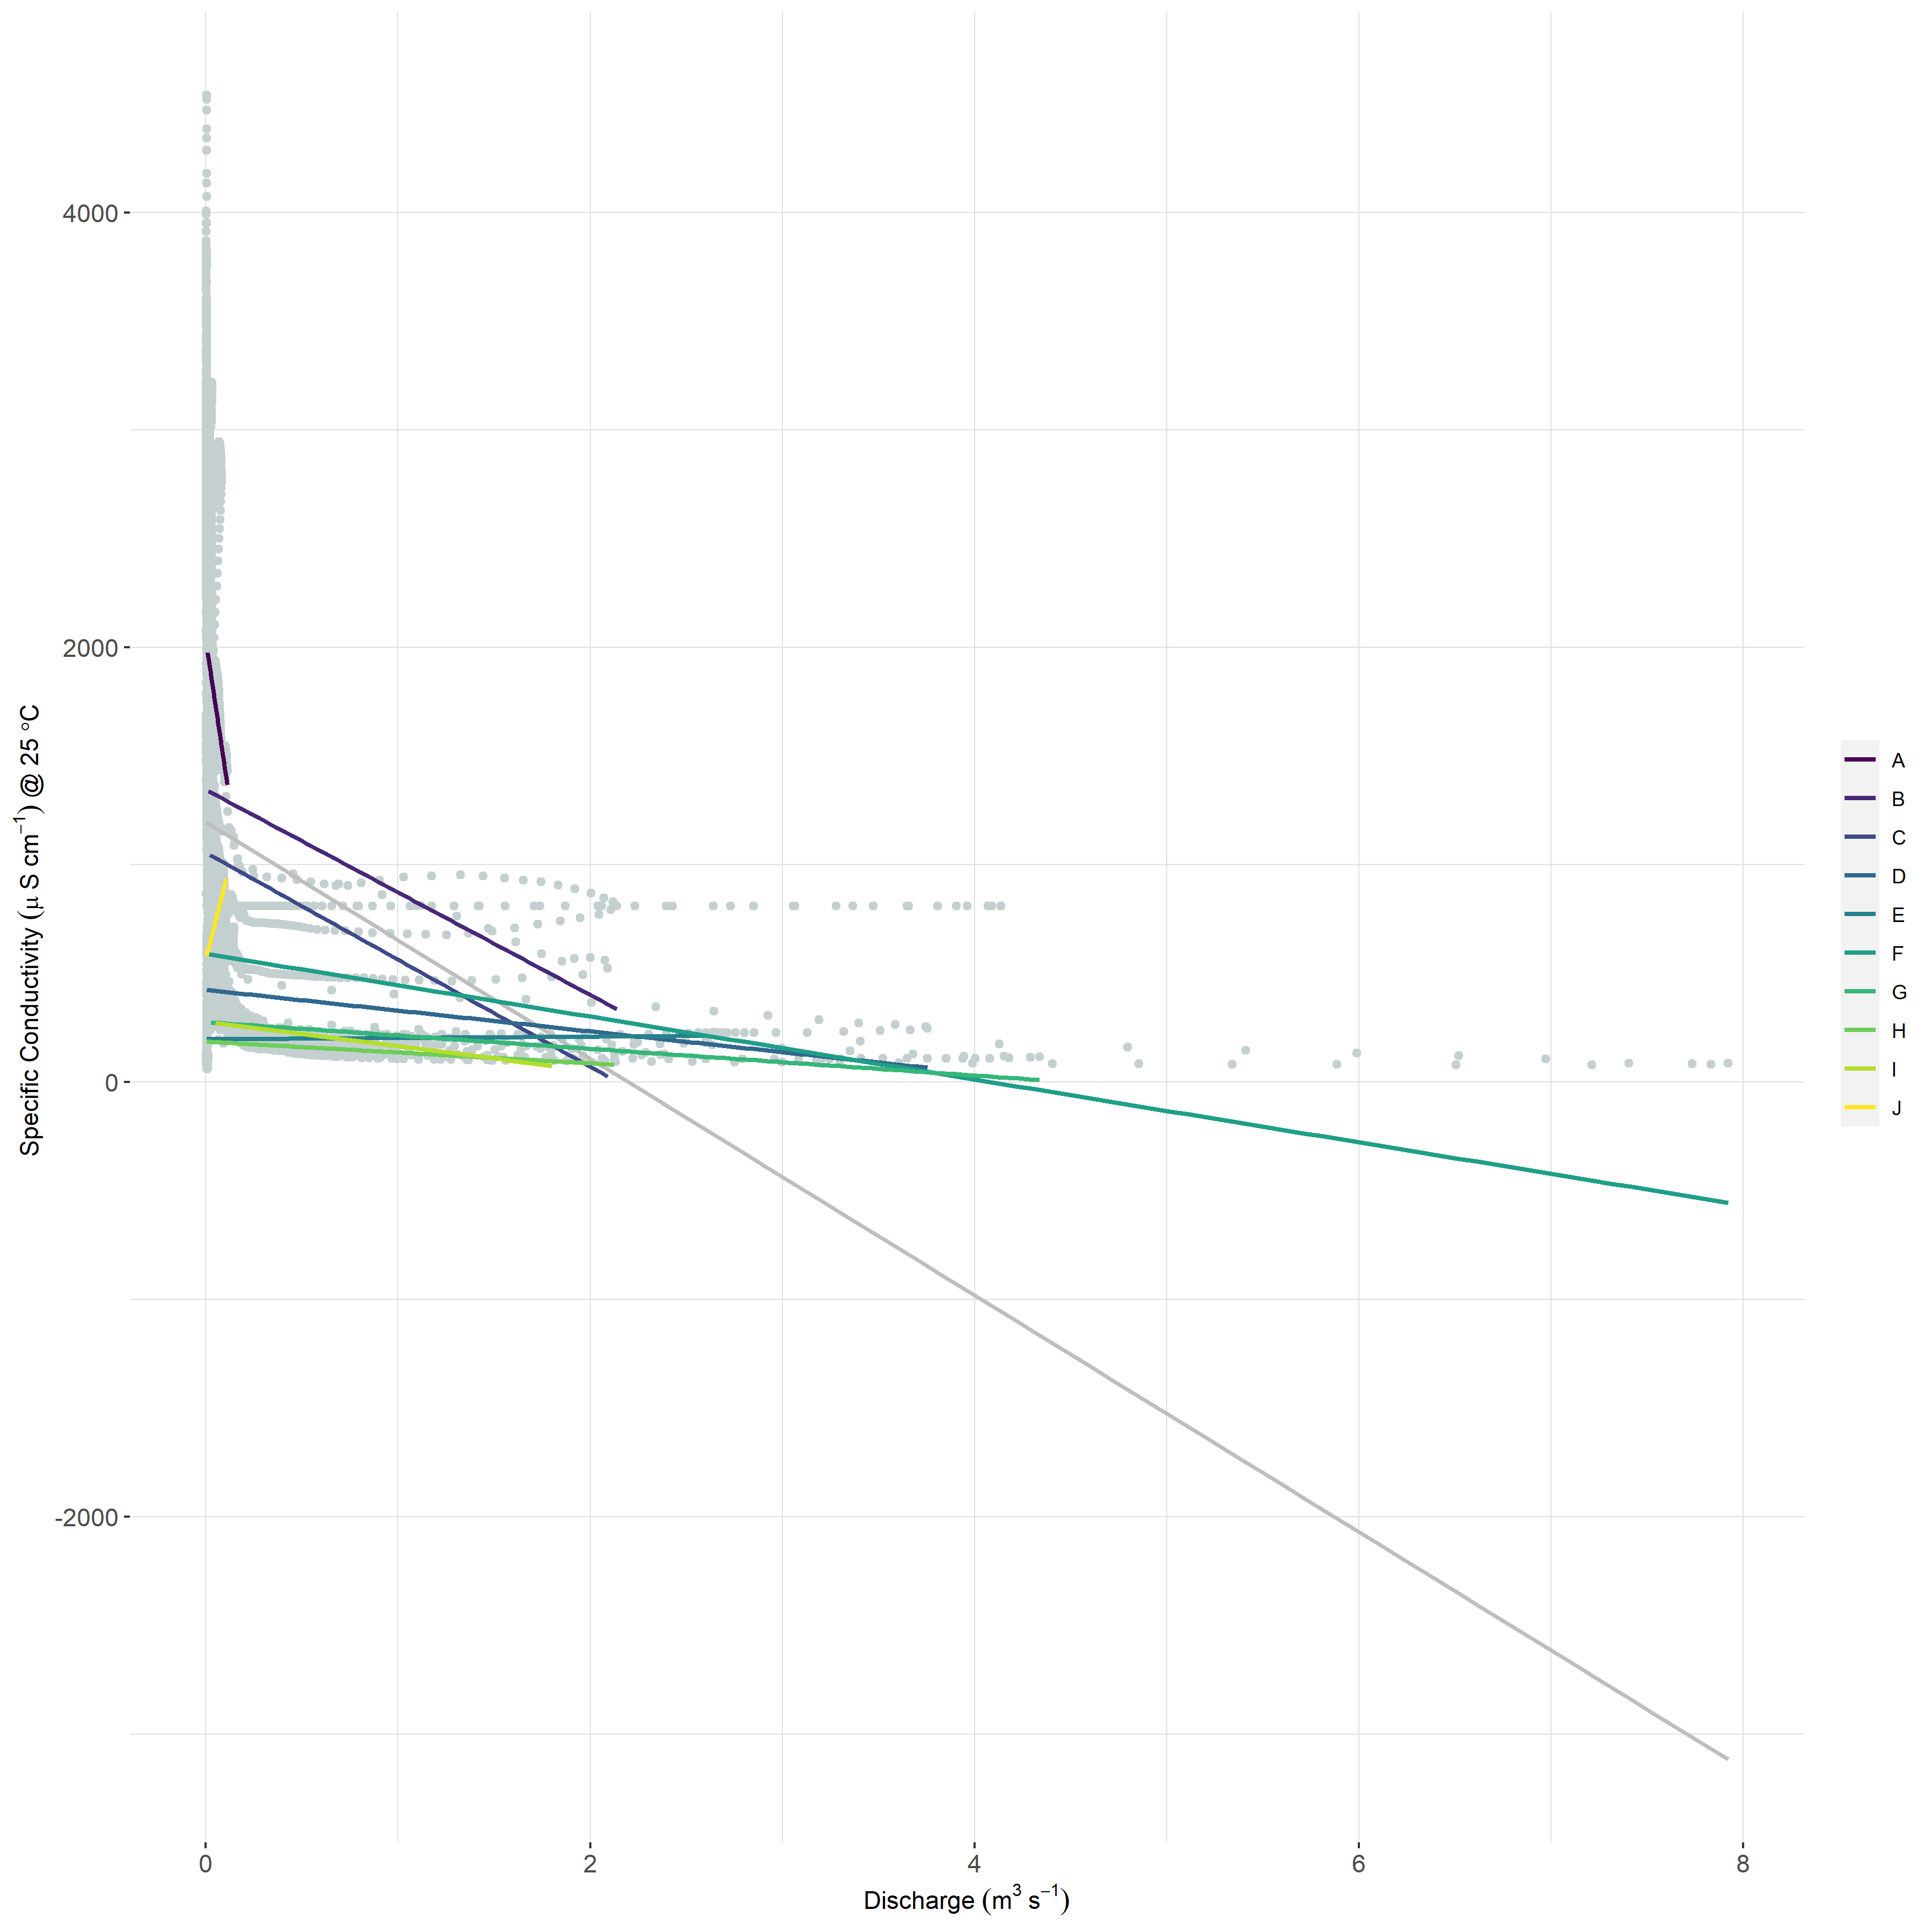 4000
2000
0
-2000
Specific Conductivity (μ S cm⁻¹) @ 25 °C
0 2 4 6 8
Discharge (m³ s⁻¹)
A
B
C
D
E
F
G
H
I
J